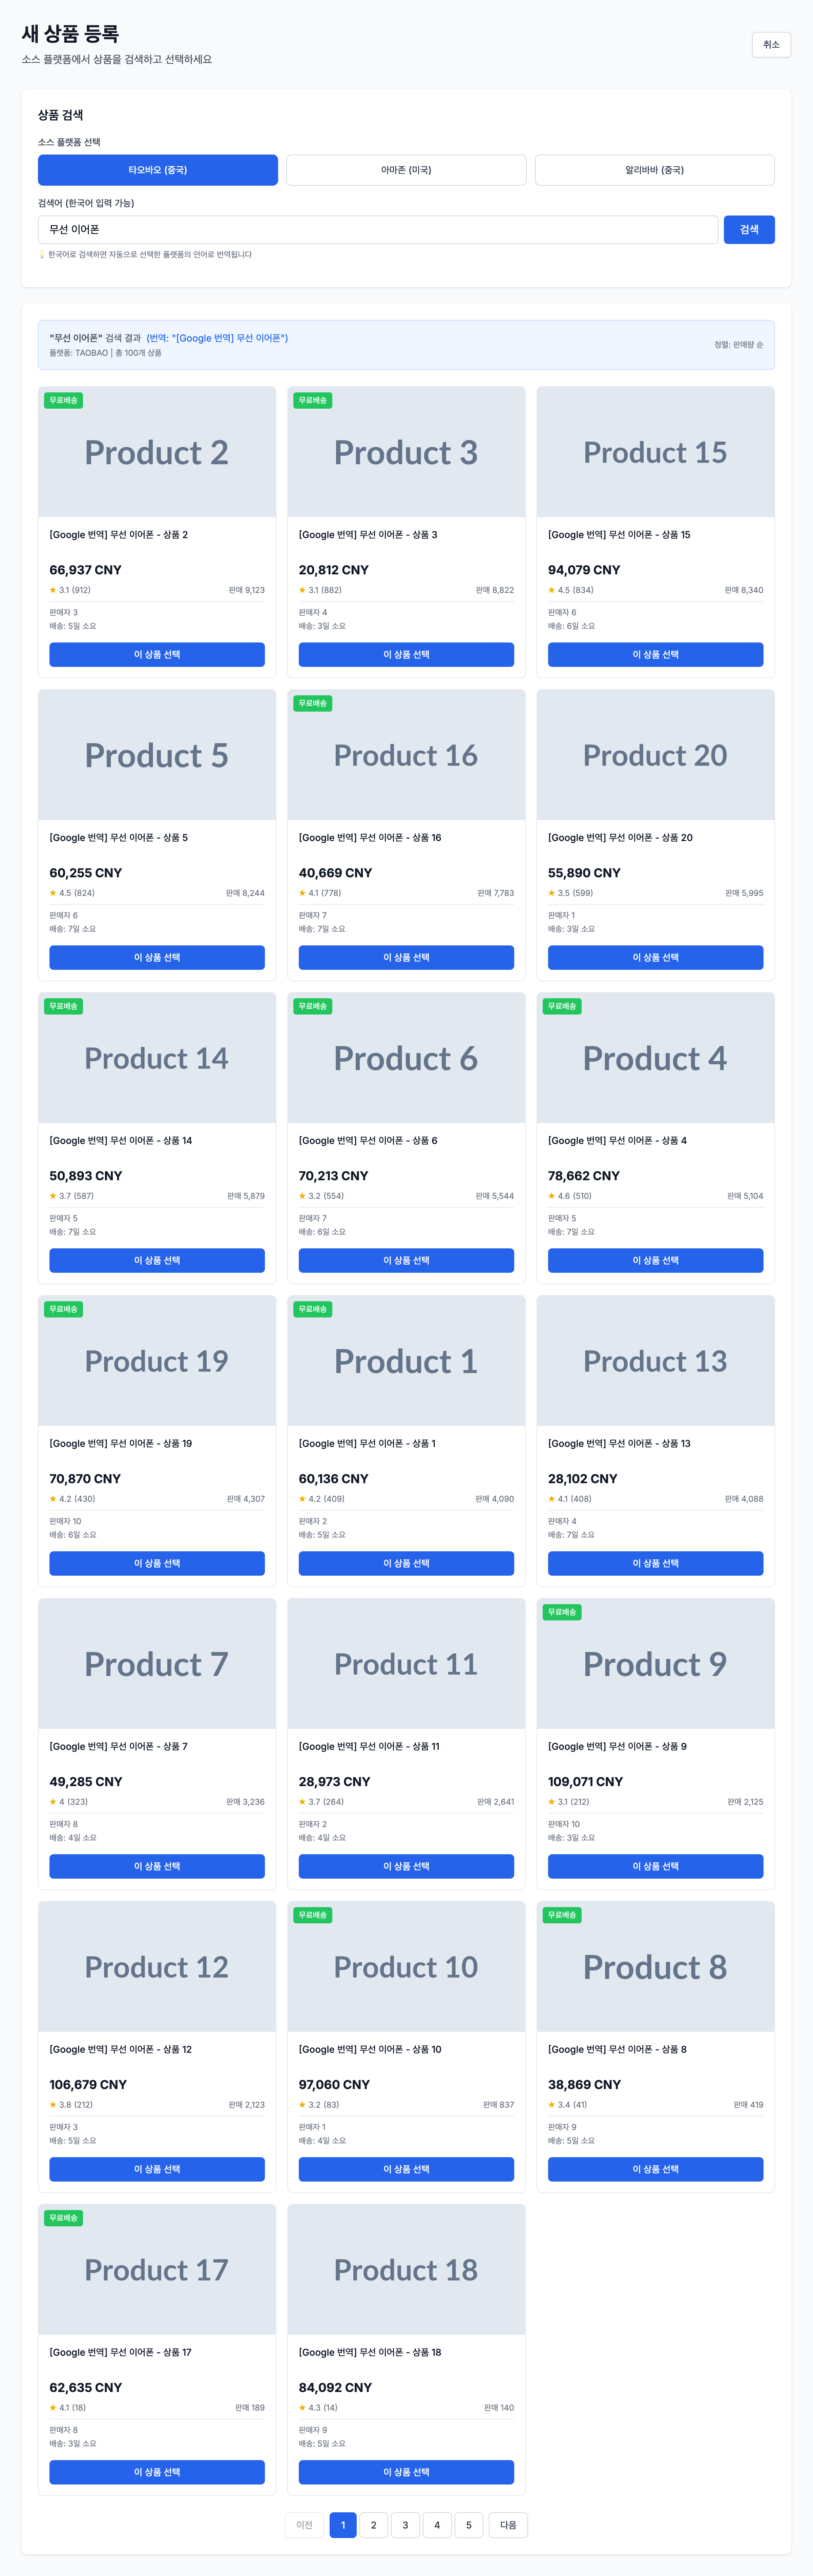 새 상품 등록
소스 플랫폼에서 상품을 검색하고 선택하세요
취소
상품 검색
소스 플랫폼 선택
타오바오 (중국)
아마존 (미국)
알리바바 (중국)
검색어 (한국어 입력 가능)
무선 이어폰
검색
💡 한국어로 검색하면 자동으로 선택한 플랫폼의 언어로 번역됩니다
"무선 이어폰" 검색 결과 (번역: "[Google 번역] 무선 이어폰")
플랫폼: TAOBAO | 총 100개 상품
정렬: 판매량 순
무료배송
Product 2
[Google 번역] 무선 이어폰 - 상품 2
66,937 CNY
★ 3.1 (912) 판매 9,123
판매자 3
배송: 5일 소요
이 상품 선택
무료배송
Product 3
[Google 번역] 무선 이어폰 - 상품 3
20,812 CNY
★ 3.1 (882) 판매 8,822
판매자 4
배송: 3일 소요
이 상품 선택
Product 15
[Google 번역] 무선 이어폰 - 상품 15
94,079 CNY
★ 4.5 (834) 판매 8,340
판매자 6
배송: 6일 소요
이 상품 선택
Product 5
[Google 번역] 무선 이어폰 - 상품 5
60,255 CNY
★ 4.5 (824) 판매 8,244
판매자 6
배송: 7일 소요
이 상품 선택
무료배송
Product 16
[Google 번역] 무선 이어폰 - 상품 16
40,669 CNY
★ 4.1 (778) 판매 7,783
판매자 7
배송: 7일 소요
이 상품 선택
Product 20
[Google 번역] 무선 이어폰 - 상품 20
55,890 CNY
★ 3.5 (599) 판매 5,995
판매자 1
배송: 3일 소요
이 상품 선택
무료배송
Product 14
[Google 번역] 무선 이어폰 - 상품 14
50,893 CNY
★ 3.7 (587) 판매 5,879
판매자 5
배송: 7일 소요
이 상품 선택
무료배송
Product 6
[Google 번역] 무선 이어폰 - 상품 6
70,213 CNY
★ 3.2 (554) 판매 5,544
판매자 7
배송: 6일 소요
이 상품 선택
무료배송
Product 4
[Google 번역] 무선 이어폰 - 상품 4
78,662 CNY
★ 4.6 (510) 판매 5,104
판매자 5
배송: 7일 소요
이 상품 선택
무료배송
Product 19
[Google 번역] 무선 이어폰 - 상품 19
70,870 CNY
★ 4.2 (430) 판매 4,307
판매자 10
배송: 6일 소요
이 상품 선택
무료배송
Product 1
[Google 번역] 무선 이어폰 - 상품 1
60,136 CNY
★ 4.2 (409) 판매 4,090
판매자 2
배송: 5일 소요
이 상품 선택
Product 13
[Google 번역] 무선 이어폰 - 상품 13
28,102 CNY
★ 4.1 (408) 판매 4,088
판매자 4
배송: 7일 소요
이 상품 선택
Product 7
[Google 번역] 무선 이어폰 - 상품 7
49,285 CNY
★ 4 (323) 판매 3,236
판매자 8
배송: 4일 소요
이 상품 선택
Product 11
[Google 번역] 무선 이어폰 - 상품 11
28,973 CNY
★ 3.7 (264) 판매 2,641
판매자 2
배송: 4일 소요
이 상품 선택
무료배송
Product 9
[Google 번역] 무선 이어폰 - 상품 9
109,071 CNY
★ 3.1 (212) 판매 2,125
판매자 10
배송: 3일 소요
이 상품 선택
Product 12
[Google 번역] 무선 이어폰 - 상품 12
106,679 CNY
★ 3.8 (212) 판매 2,123
판매자 3
배송: 5일 소요
이 상품 선택
무료배송
Product 10
[Google 번역] 무선 이어폰 - 상품 10
97,060 CNY
★ 3.2 (83) 판매 837
판매자 1
배송: 4일 소요
이 상품 선택
무료배송
Product 8
[Google 번역] 무선 이어폰 - 상품 8
38,869 CNY
★ 3.4 (41) 판매 419
판매자 9
배송: 5일 소요
이 상품 선택
무료배송
Product 17
[Google 번역] 무선 이어폰 - 상품 17
62,635 CNY
★ 4.1 (18) 판매 189
판매자 8
배송: 3일 소요
이 상품 선택
Product 18
[Google 번역] 무선 이어폰 - 상품 18
84,092 CNY
★ 4.3 (14) 판매 140
판매자 9
배송: 5일 소요
이 상품 선택
이전 1 2 3 4 5 다음